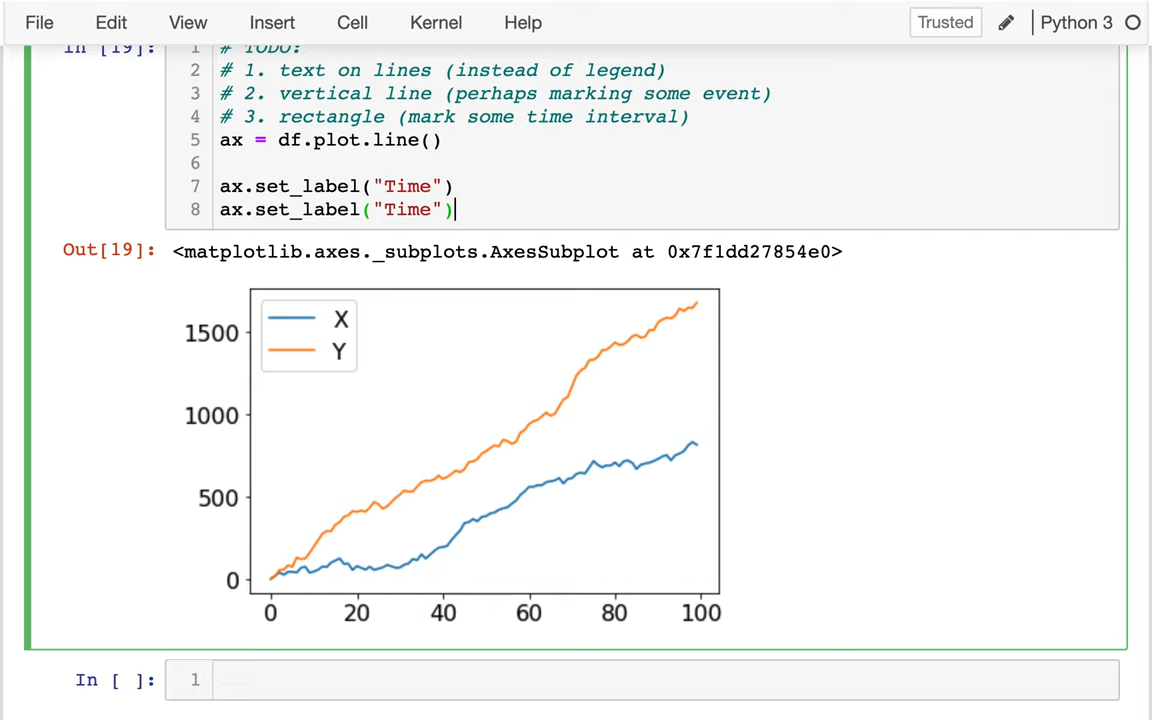 File Edit View Insert Cell Kernel Help Trusted Python 3
In [19]: 1 # TODO:
2 # 1. text on lines (instead of legend)
3 # 2. vertical line (perhaps marking some event)
4 # 3. rectangle (mark some time interval)
5 ax = df.plot.line()
6
7 ax.set_label("Time")
8 ax.set_label("Time")
Out[19]: <matplotlib.axes._subplots.AxesSubplot at 0x7f1dd27854e0>
X
Y
1500
1000
500
0
0 20 40 60 80 100
In [ ]: 1